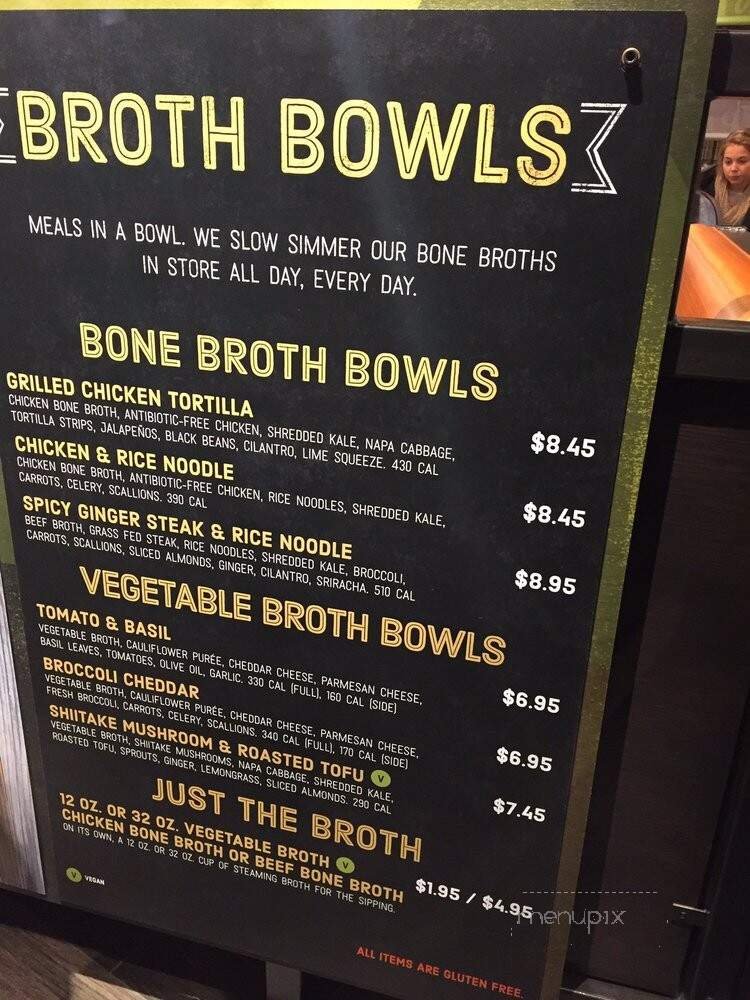 BROTH BOWLS
MEALS IN A BOWL. WE SLOW SIMMER OUR BONE BROTHS
IN STORE ALL DAY, EVERY DAY.
BONE BROTH BOWLS
GRILLED CHICKEN TORTILLA
CHICKEN BONE BROTH, ANTIBIOTIC-FREE CHICKEN, SHREDDED KALE, NAPA CABBAGE,
TORTILLA STRIPS, JALAPEÑOS, BLACK BEANS, CILANTRO, LIME SQUEEZE. 430 CAL
$8.45
CHICKEN & RICE NOODLE
CHICKEN BONE BROTH, ANTIBIOTIC-FREE CHICKEN, RICE NOODLES, SHREDDED KALE,
CARROTS, CELERY, SCALLIONS. 390 CAL
$8.45
SPICY GINGER STEAK & RICE NOODLE
BEEF BROTH, GRASS FED STEAK, RICE NOODLES, SHREDDED KALE, BROCCOLI,
CARROTS, SCALLIONS, SLICED ALMONDS, GINGER, CILANTRO, SRIRACHA. 510 CAL
$8.95
VEGETABLE BROTH BOWLS
TOMATO & BASIL
VEGETABLE BROTH, CAULIFLOWER PURÉE, CHEDDAR CHEESE, PARMESAN CHEESE,
BASIL LEAVES, TOMATOES, OLIVE OIL, GARLIC. 330 CAL (FULL), 160 CAL (SIDE)
$6.95
BROCCOLI CHEDDAR
VEGETABLE BROTH, CAULIFLOWER PURÉE, CHEDDAR CHEESE, PARMESAN CHEESE,
FRESH BROCCOLI, CARROTS, CELERY, SCALLIONS. 340 CAL (FULL), 170 CAL (SIDE)
$6.95
SHIITAKE MUSHROOM & ROASTED TOFU V
VEGETABLE BROTH, SHIITAKE MUSHROOMS, NAPA CABBAGE, SHREDDED KALE,
ROASTED TOFU, SPROUTS, GINGER, LEMONGRASS, SLICED ALMONDS. 290 CAL
$7.45
JUST THE BROTH
12 OZ. OR 32 OZ. VEGETABLE BROTH V
CHICKEN BONE BROTH OR BEEF BONE BROTH
ON ITS OWN, A 12 OZ. OR 32 OZ. CUP OF STEAMING BROTH FOR THE SIPPING.
$1.95 / $4.95
V VEGAN
menupix
ALL ITEMS ARE GLUTEN FREE.